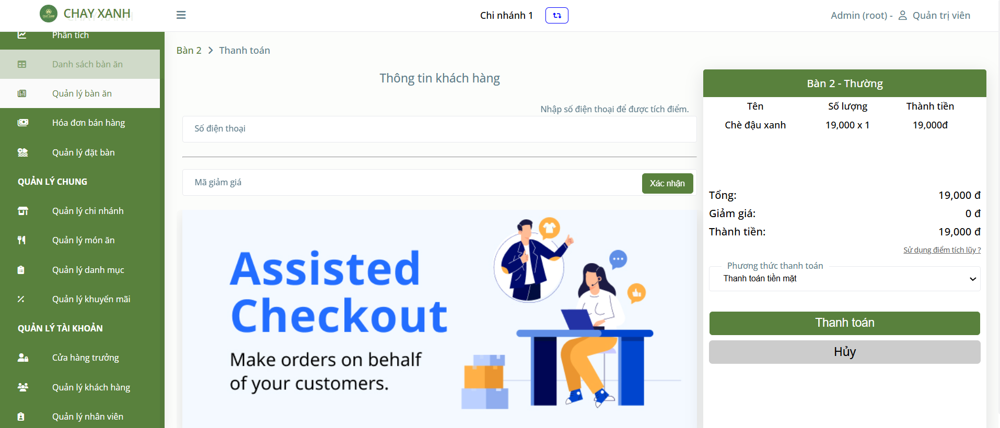 CHAY XANH
Chi nhánh 1
Admin (root) - Quản trị viên
Phân tích
Danh sách bàn ăn
Quản lý bàn ăn
Hóa đơn bán hàng
Quản lý đặt bàn
QUẢN LÝ CHUNG
Quản lý chi nhánh
Quản lý món ăn
Quản lý danh mục
Quản lý khuyến mãi
QUẢN LÝ TÀI KHOẢN
Cửa hàng trưởng
Quản lý khách hàng
Quản lý nhân viên
Bàn 2 > Thanh toán
Thông tin khách hàng
Nhập số điện thoại để được tích điểm.
Số điện thoại
Mã giảm giá
Xác nhận
Assisted
Checkout
Make orders on behalf
of your customers.
Bàn 2 - Thường
Tên Số lượng Thành tiền
Chè đậu xanh 19,000 x 1 19,000đ
Tổng: 19,000 đ
Giảm giá: 0 đ
Thành tiền: 19,000 đ
Sử dụng điểm tích lũy ?
Phương thức thanh toán
Thanh toán tiền mặt
Thanh toán
Hủy